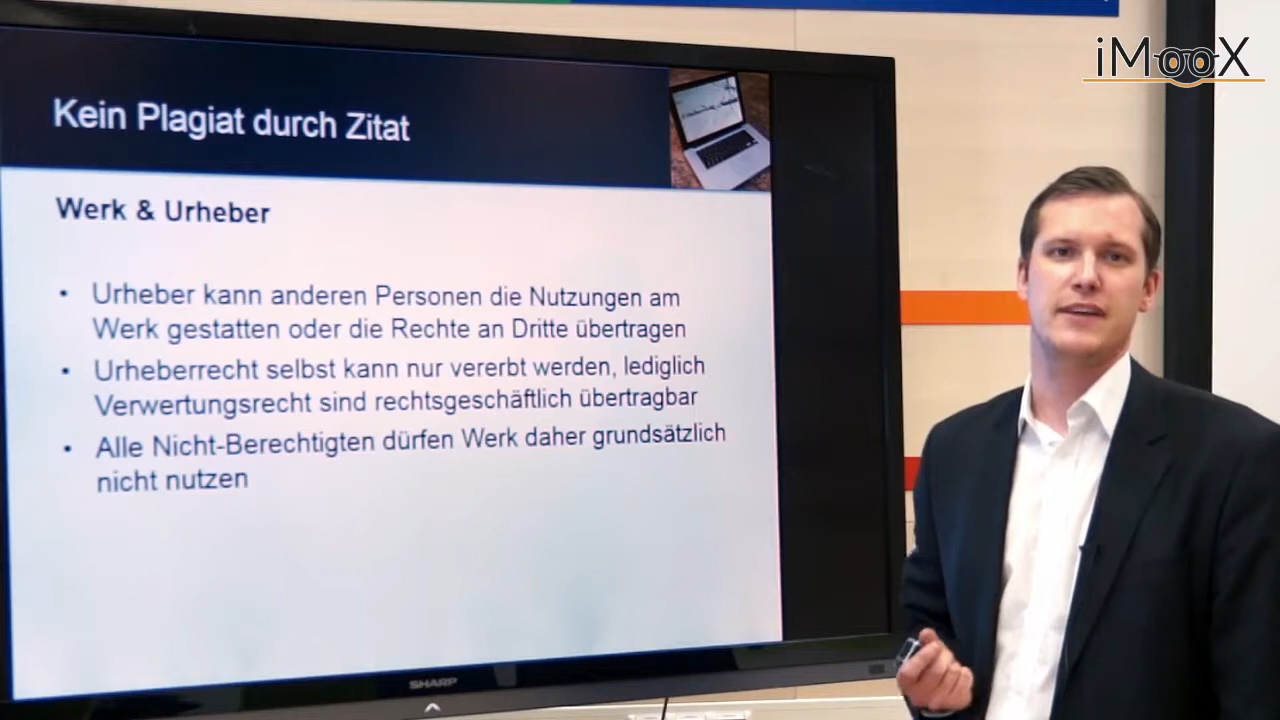 iMooX
Kein Plagiat durch Zitat
Werk & Urheber
• Urheber kann anderen Personen die Nutzungen am
Werk gestatten oder die Rechte an Dritte übertragen
• Urheberrecht selbst kann nur vererbt werden, lediglich
Verwertungsrecht sind rechtsgeschäftlich übertragbar
• Alle Nicht-Berechtigten dürfen Werk daher grundsätzlich
nicht nutzen
SHARP